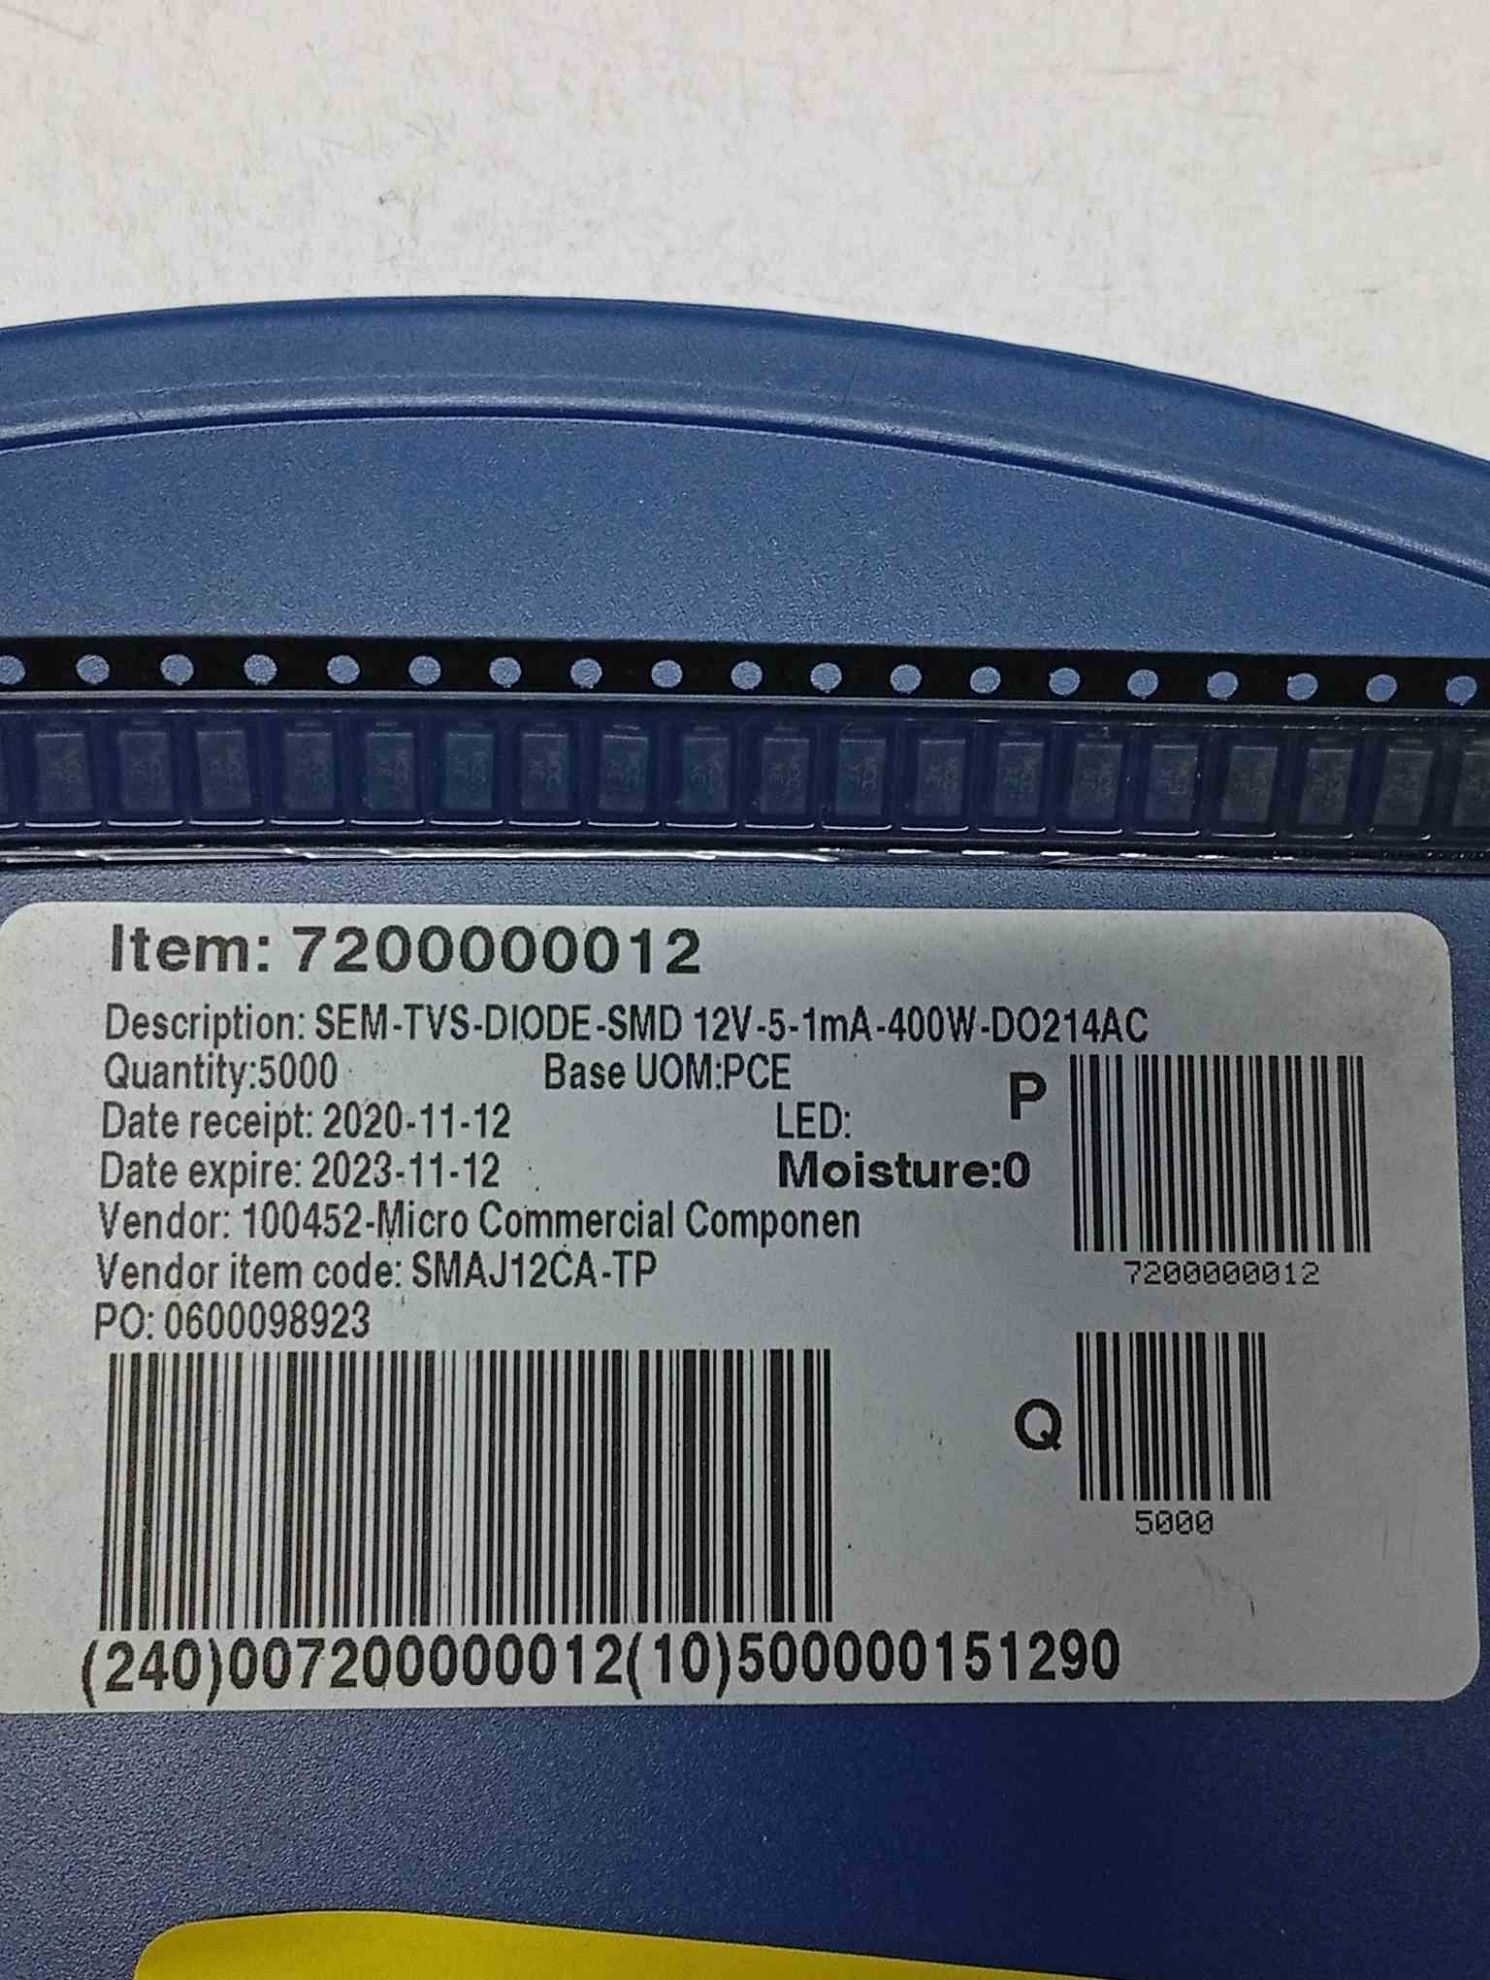 Item: 7200000012
Description: SEM-TVS-DIODE-SMD 12V-5-1mA-400W-DO214AC
Quantity:5000 Base UOM:PCE
P
Date receipt: 2020-11-12 LED:
Date expire: 2023-11-12 Moisture:0
Vendor: 100452-Micro Commercial Componen
Vendor item code: SMAJ12CA-TP
7200000012
PO: 0600098923
Q
5000
(240)007200000012(10)500000151290